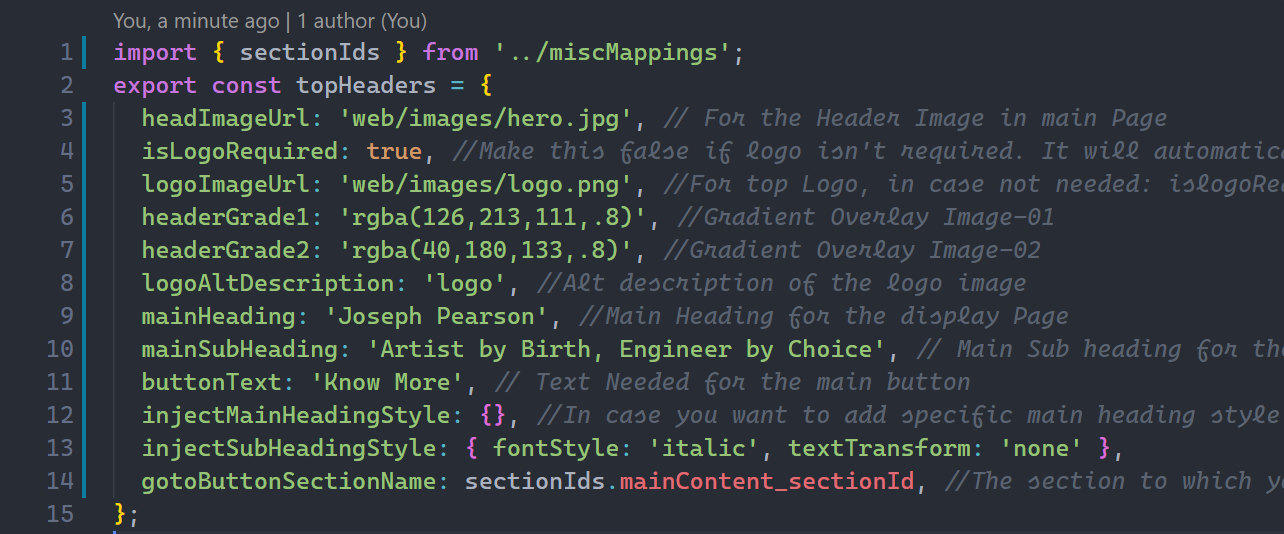 You, a minute ago | 1 author (You)
1 import { sectionIds } from '../miscMappings';
2 export const topHeaders = {
3 headImageUrl: 'web/images/hero.jpg', // For the Header Image in main Page
4 isLogoRequired: true, //Make this false if logo isn't required. It will automatica
5 logoImageUrl: 'web/images/logo.png', //For top Logo, in case not needed: islogoRe
6 headerGrade1: 'rgba(126,213,111,.8)', //Gradient Overlay Image-01
7 headerGrade2: 'rgba(40,180,133,.8)', //Gradient Overlay Image-02
8 logoAltDescription: 'logo', //Alt description of the logo image
9 mainHeading: 'Joseph Pearson', //Main Heading for the display Page
10 mainSubHeading: 'Artist by Birth, Engineer by Choice', // Main Sub heading for th
11 buttonText: 'Know More', // Text Needed for the main button
12 injectMainHeadingStyle: {}, //In case you want to add specific main heading style
13 injectSubHeadingStyle: { fontStyle: 'italic', textTransform: 'none' },
14 gotoButtonSectionName: sectionIds.mainContent_sectionId, //The section to which y
15 };